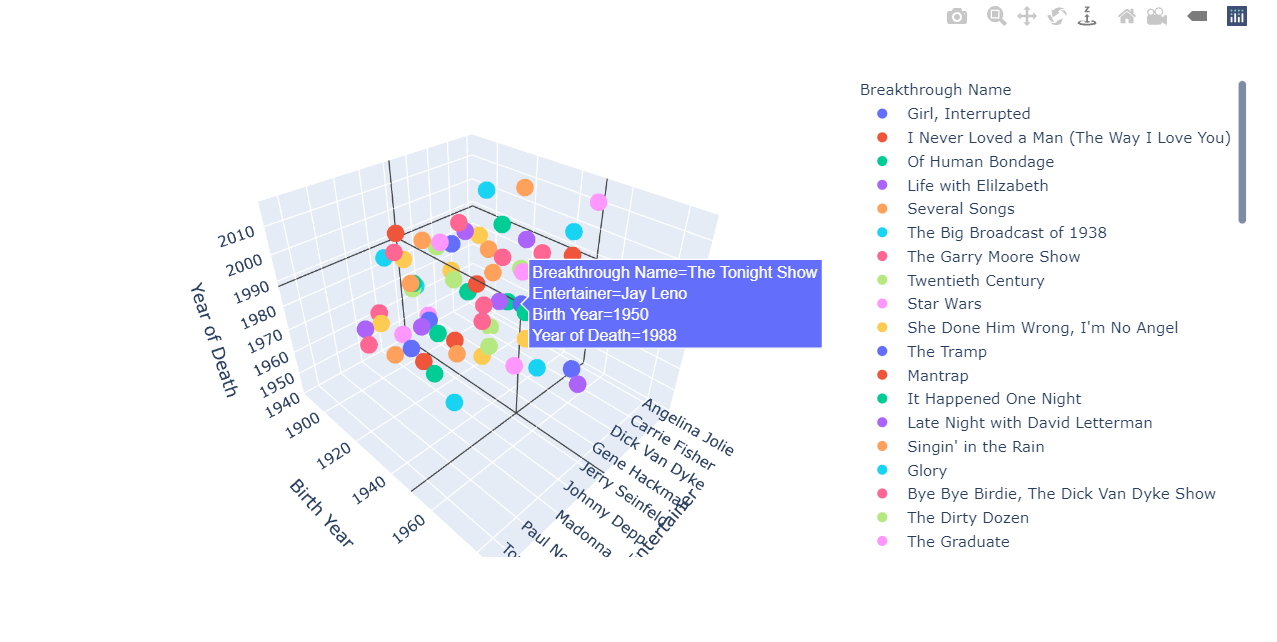 Breakthrough Name
Girl, Interrupted
I Never Loved a Man (The Way I Love You)
Of Human Bondage
Life with Elilzabeth
Several Songs
The Big Broadcast of 1938
The Garry Moore Show
Twentieth Century
Star Wars
She Done Him Wrong, I'm No Angel
The Tramp
Mantrap
It Happened One Night
Late Night with David Letterman
Singin' in the Rain
Glory
Bye Bye Birdie, The Dick Van Dyke Show
The Dirty Dozen
The Graduate
Breakthrough Name=The Tonight Show
Entertainer=Jay Leno
Birth Year=1950
Year of Death=1988
2010
2000
1990
1980
1970
1960
1950
1940
Year of Death
1900
1920
1940
1960
Birth Year
Angelina Jolie
Carrie Fisher
Dick Van Dyke
Gene Hackman
Jerry Seinfeld
Johnny Depp
Madonna
Paul
Entertainer
z